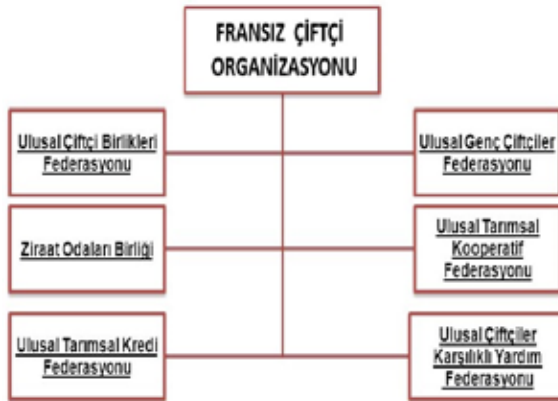 FRANSIZ ÇİFTÇİ
ORGANİZASYONU
Ulusal Çiftçi Birlikleri
Federasyonu
Ulusal Genç Çiftçiler
Federasyonu
Ziraat Odaları Birliği
Ulusal Tarımsal
Kooperatif
Federasyonu
Ulusal Tarımsal Kredi
Federasyonu
Ulusal Çiftçiler
Karşılıklı Yardım
Federasyonu